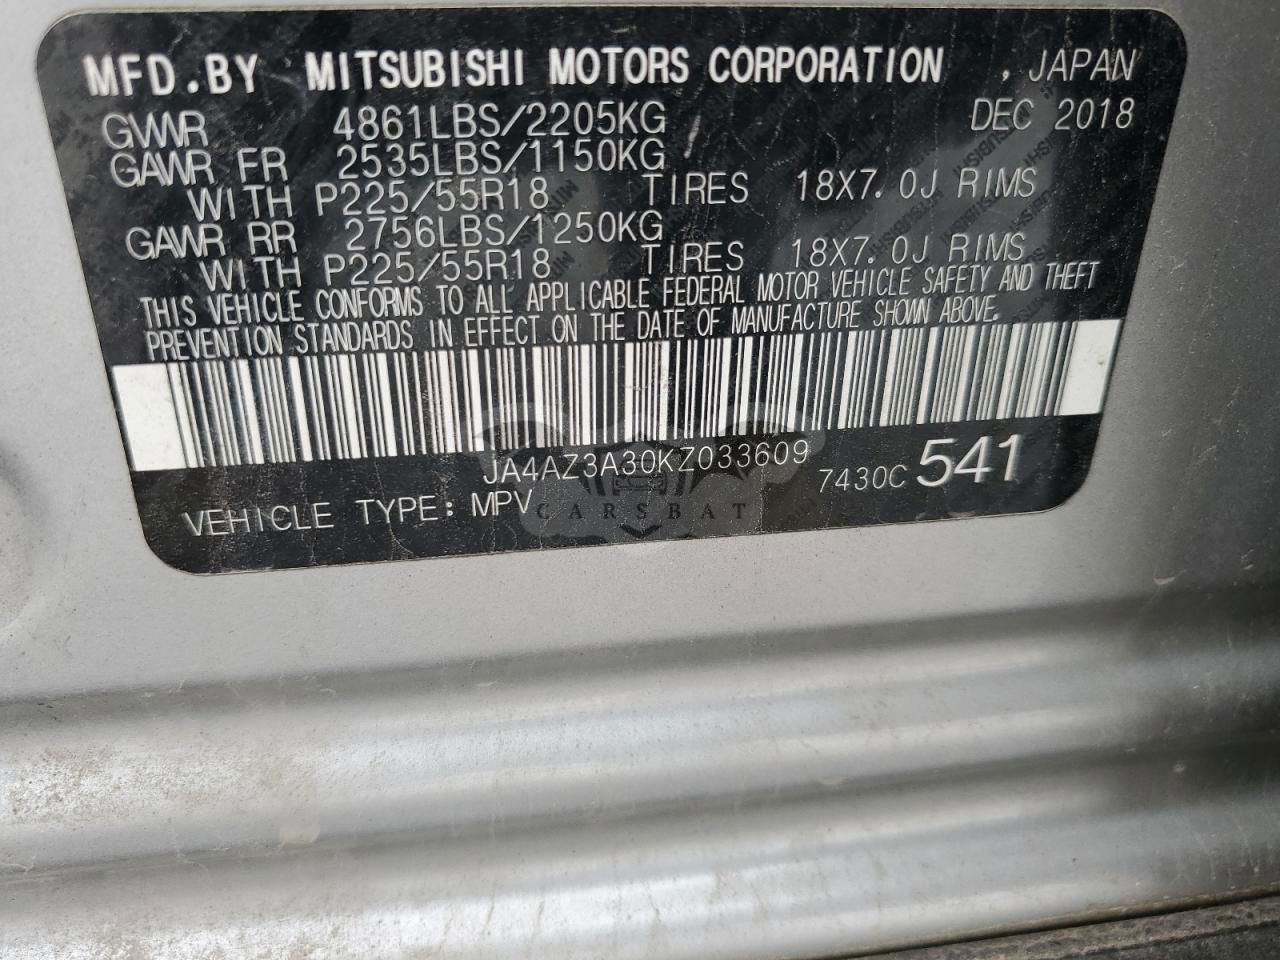 MFD.BY MITSUBISHI MOTORS CORPORATION , JAPAN
GVWR 4861LBS/2205KG DEC 2018
GAWR FR 2535LBS/1150KG
WITH P225/55R18 TIRES 18X7.0J RIMS
GAWR RR 2756LBS/1250KG
WITH P225/55R18 TIRES 18X7.0J RIMS
THIS VEHICLE CONFORMS TO ALL APPLICABLE FEDERAL MOTOR VEHICLE SAFETY AND THEFT
PREVENTION STANDARDS IN EFFECT ON THE DATE OF MANUFACTURE SHOWN ABOVE.
JA4AZ3A30KZ033609 7430C 541
VEHICLE TYPE: MPV
CARSBAT